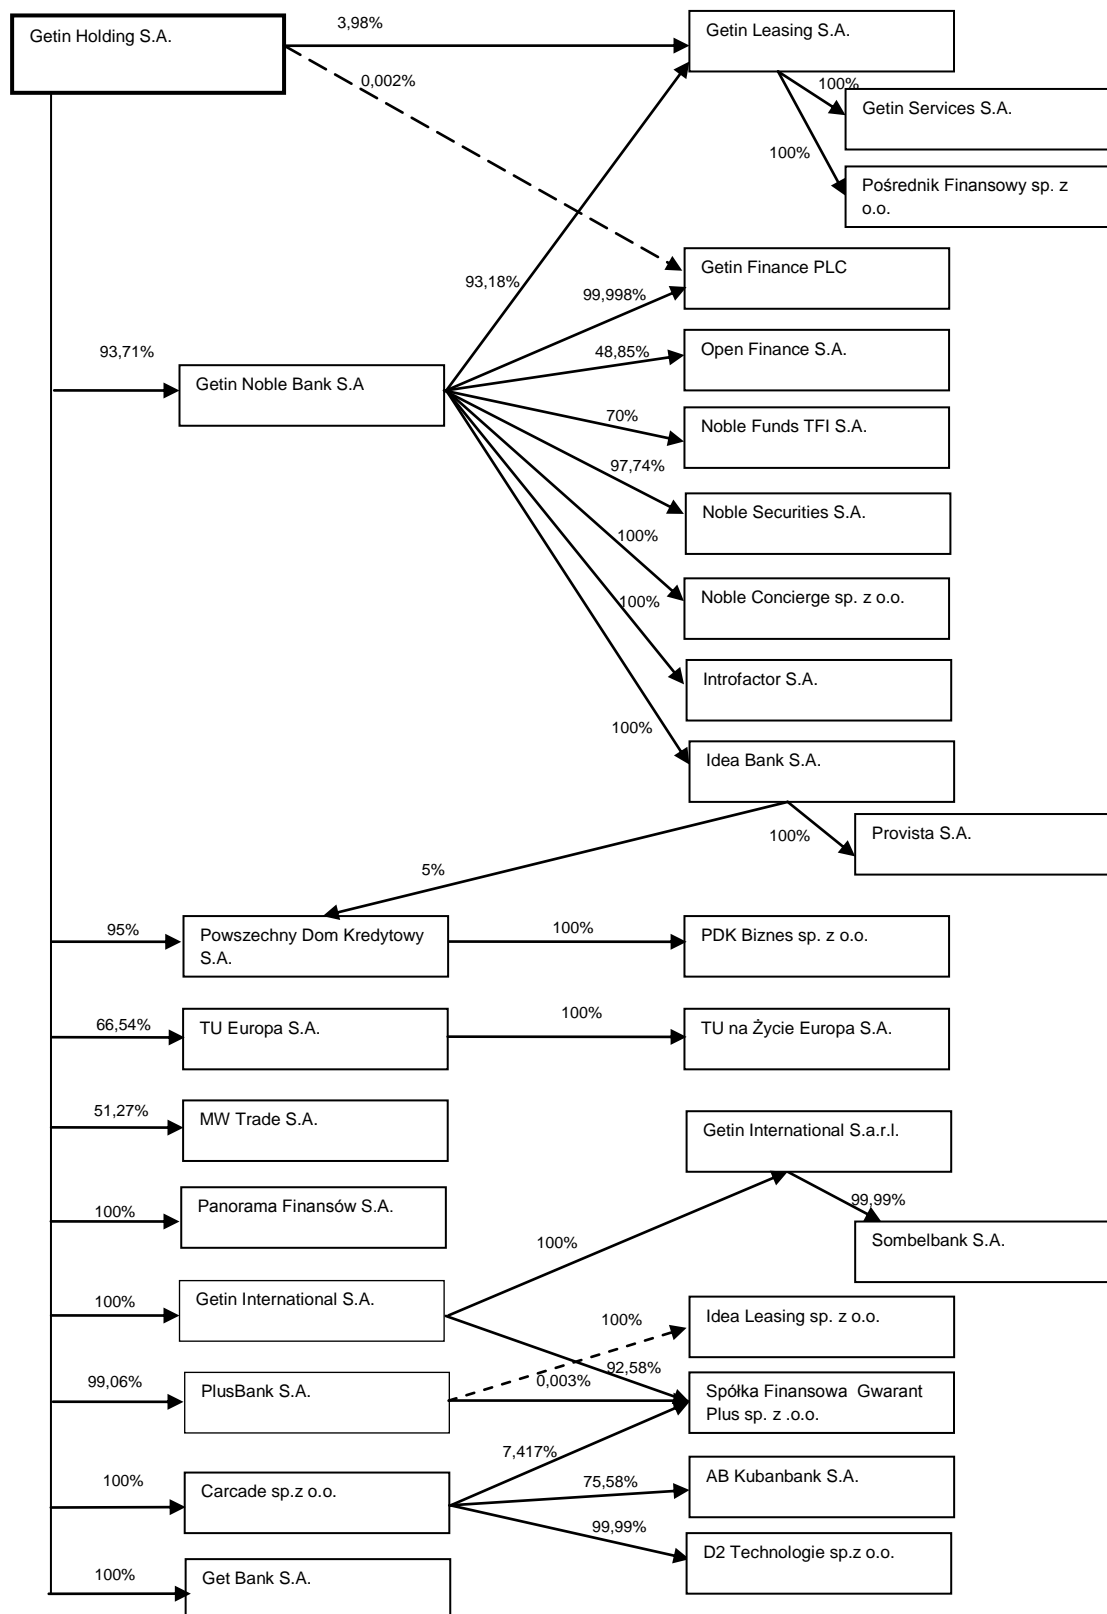 Getin Holding S.A.
3,98%
Getin Leasing S.A.
0,002%
100%
Getin Services S.A.
100%
Pośrednik Finansowy sp. z
o.o.
93,18%
Getin Finance PLC
99,998%
93,71%
Getin Noble Bank S.A
48,85%
Open Finance S.A.
70%
Noble Funds TFI S.A.
97,74%
Noble Securities S.A.
100%
Noble Concierge sp. z o.o.
100%
Introfactor S.A.
100%
Idea Bank S.A.
100%
Provista S.A.
5%
95%
Powszechny Dom Kredytowy
S.A.
100%
PDK Biznes sp. z o.o.
66,54%
TU Europa S.A.
100%
TU na Życie Europa S.A.
51,27%
MW Trade S.A.
Getin International S.a.r.l.
100%
Panorama Finansów S.A.
99,99%
Sombelbank S.A.
100%
100%
Getin International S.A.
100%
Idea Leasing sp. z o.o.
99,06%
PlusBank S.A.
92,58%
0,003%
Spółka Finansowa Gwarant
Plus sp. z .o.o.
7,417%
100%
Carcade sp.z o.o.
75,58%
AB Kubanbank S.A.
99,99%
D2 Technologie sp.z o.o.
100%
Get Bank S.A.